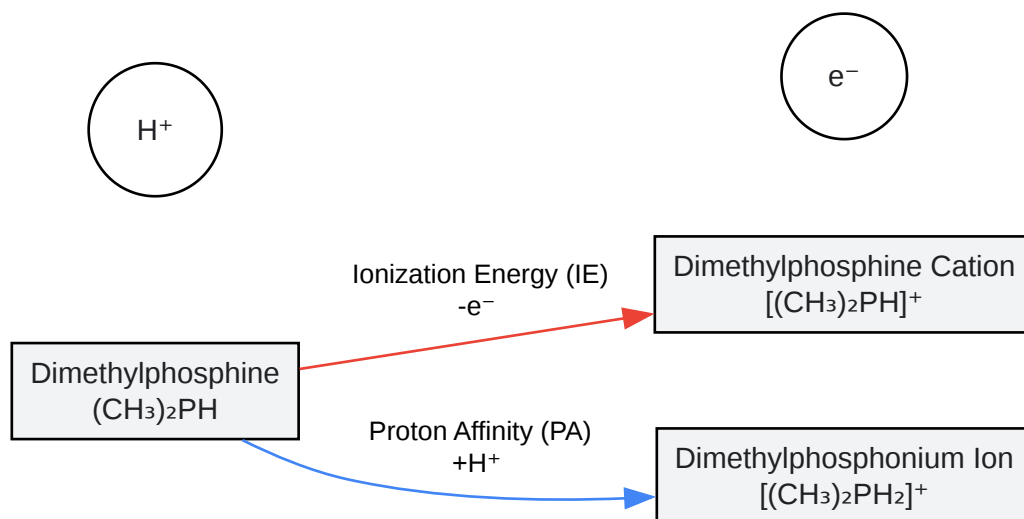 e⁻
H⁺
Ionization Energy (IE)
-e⁻
Dimethylphosphine Cation
[(CH₃)₂PH]⁺
Dimethylphosphine
(CH₃)₂PH
Proton Affinity (PA)
+H⁺
Dimethylphosphonium Ion
[(CH₃)₂PH₂]⁺